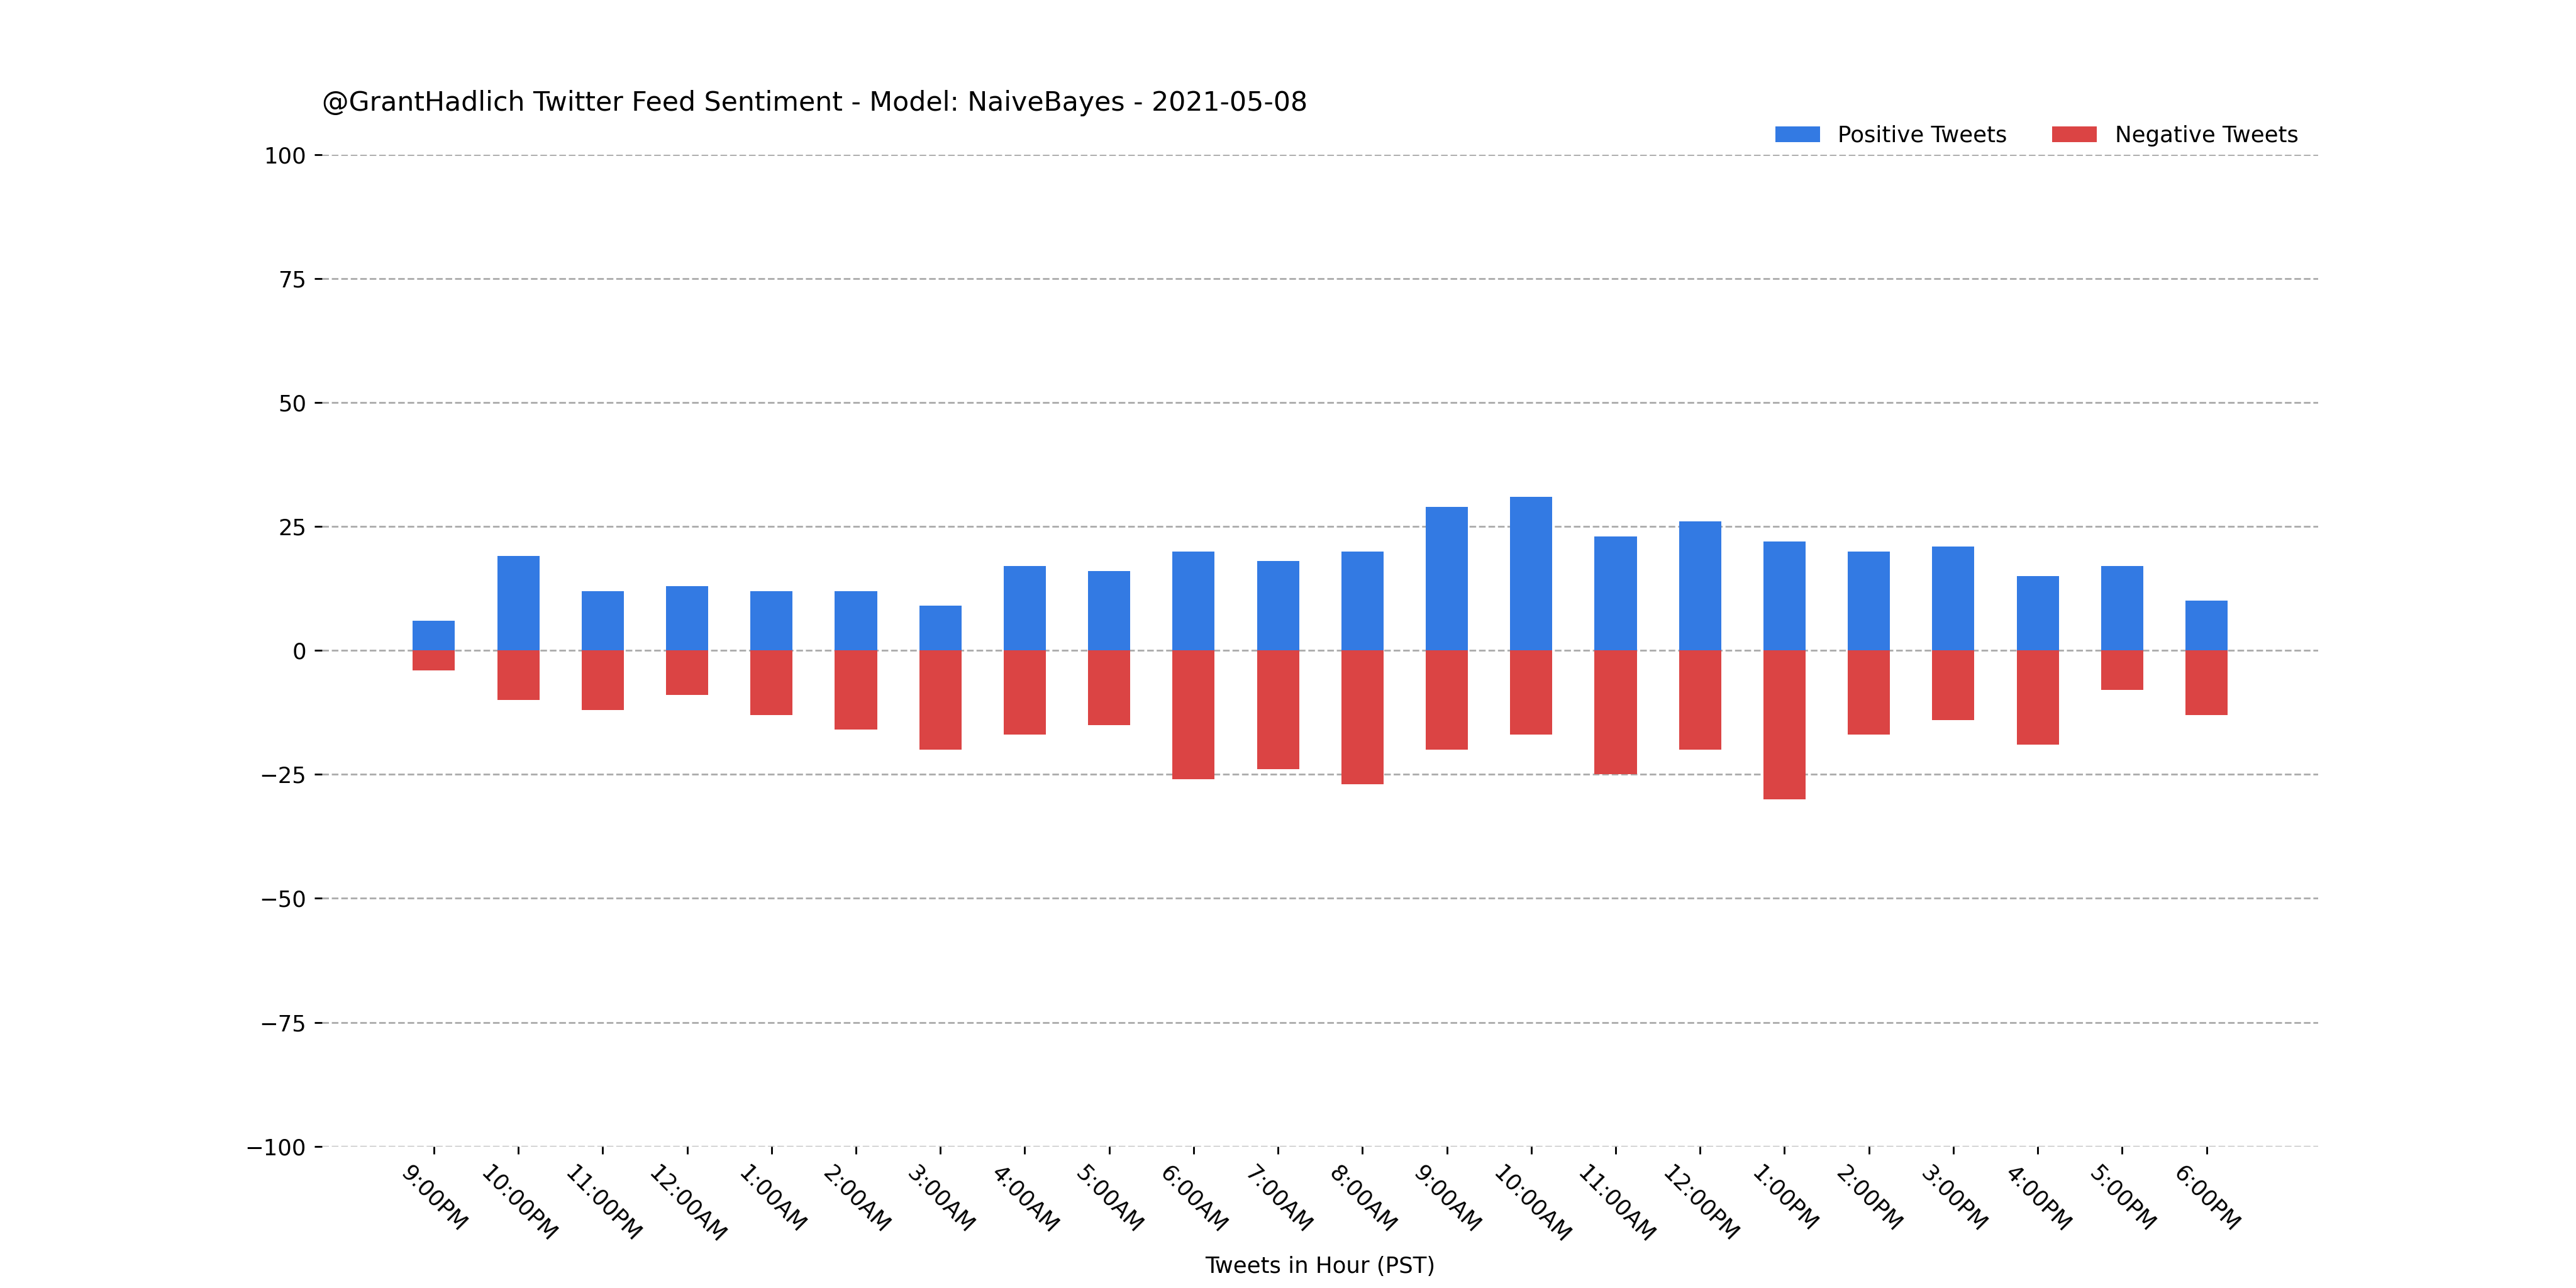 @GrantHadlich Twitter Feed Sentiment - Model: NaiveBayes - 2021-05-08
Positive Tweets
Negative Tweets
100
75
50
25
0
−25
−50
−75
−100
9:00PM
10:00PM
11:00PM
12:00AM
1:00AM
2:00AM
3:00AM
4:00AM
5:00AM
6:00AM
7:00AM
8:00AM
9:00AM
10:00AM
11:00AM
12:00PM
1:00PM
2:00PM
3:00PM
4:00PM
5:00PM
6:00PM
Tweets in Hour (PST)